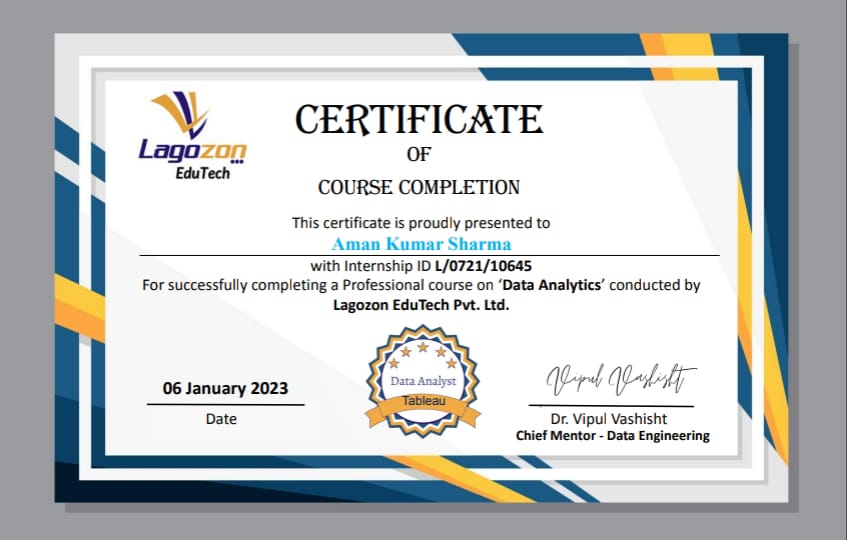 Lagozon
EduTech
CERTIFICATE
OF
COURSE COMPLETION
This certificate is proudly presented to
Aman Kumar Sharma
with Internship ID L/0721/10645
For successfully completing a Professional course on ‘Data Analytics’ conducted by
Lagozon EduTech Pvt. Ltd.
Data Analyst
Tableau
06 January 2023
Date
Vipul Vashisht
Dr. Vipul Vashisht
Chief Mentor - Data Engineering